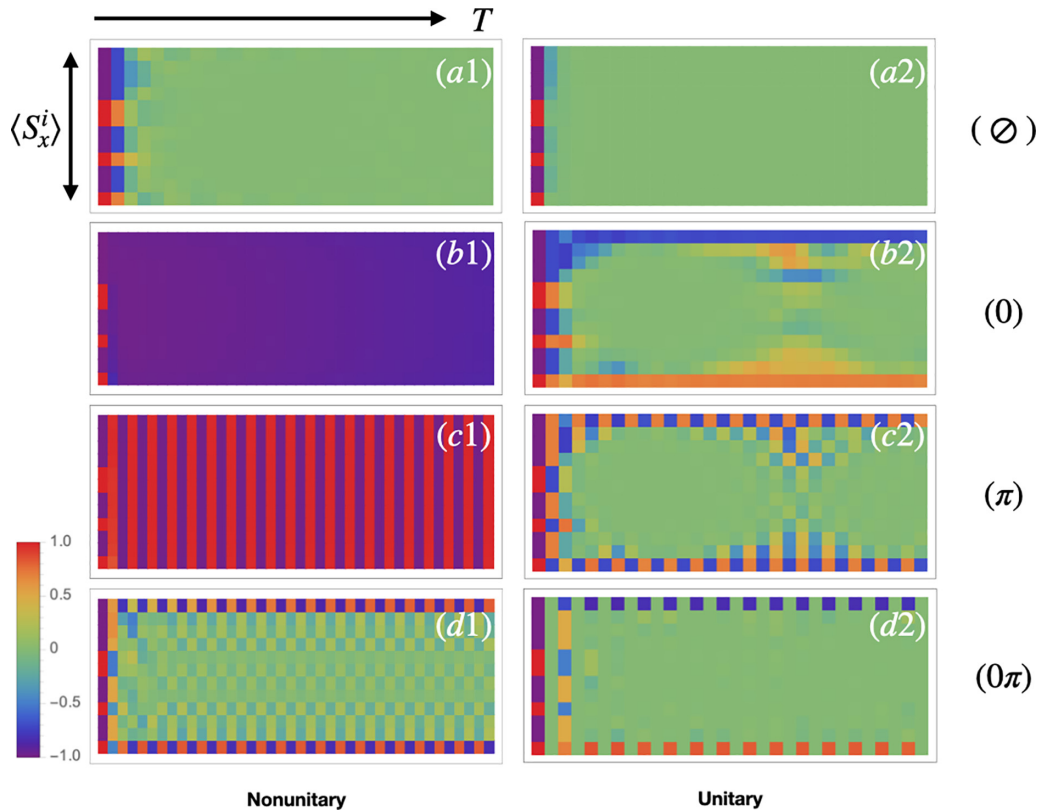 T
⟨S_x^i⟩
(a1)
(a2)
(∅)
(b1)
(b2)
(0)
(c1)
(c2)
(π)
1.0
0.5
0
−0.5
−1.0
(d1)
(d2)
(0π)
Nonunitary
Unitary